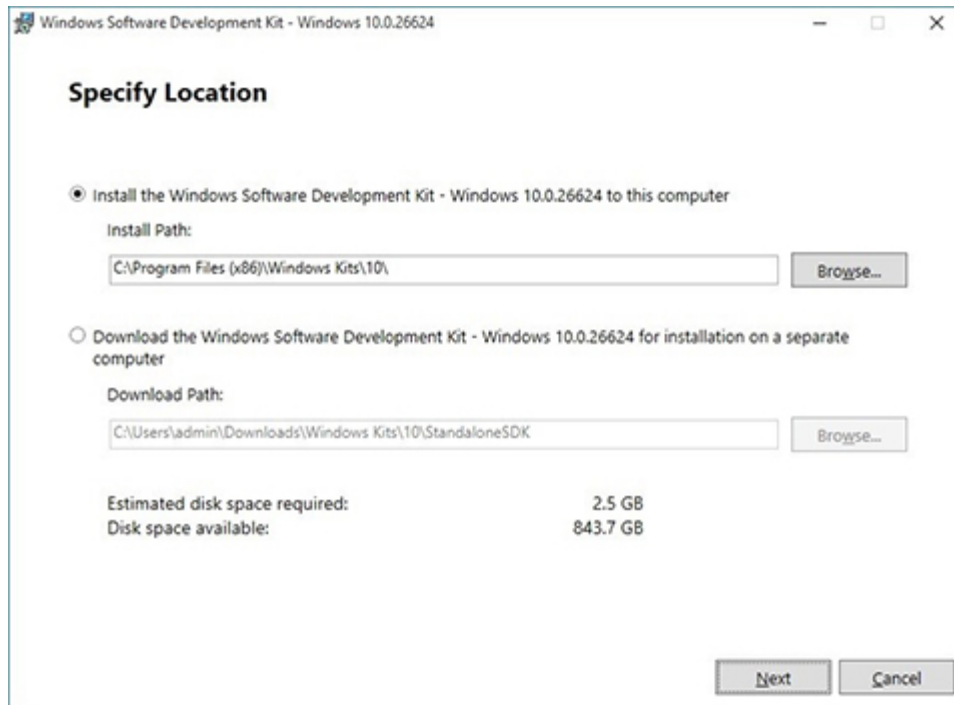 Windows Software Development Kit - Windows 10.0.26624
Specify Location
Install the Windows Software Development Kit - Windows 10.0.26624 to this computer
Install Path:
C:\Program Files (x86)\Windows Kits\10\
Browse...
Download the Windows Software Development Kit - Windows 10.0.26624 for installation on a separate
computer
Download Path:
C:\Users\admin\Downloads\Windows Kits\10\StandaloneSDK
Browse...
Estimated disk space required: 2.5 GB
Disk space available: 843.7 GB
Next Cancel